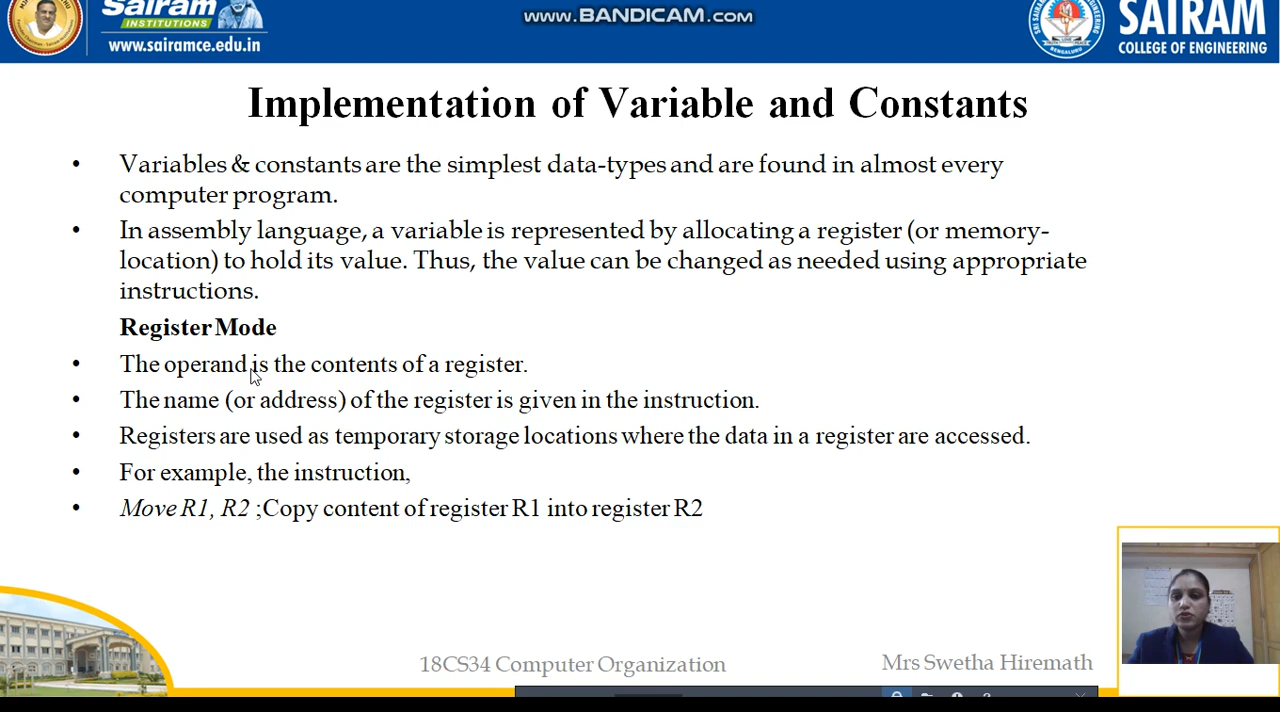 www.BANDICAM.com
Sairam
INSTITUTIONS
www.sairamce.edu.in
SAIRAM
COLLEGE OF ENGINEERING
Implementation of Variable and Constants
• Variables & constants are the simplest data-types and are found in almost every
computer program.
• In assembly language, a variable is represented by allocating a register (or memory-
location) to hold its value. Thus, the value can be changed as needed using appropriate
instructions.
Register Mode
• The operand is the contents of a register.
• The name (or address) of the register is given in the instruction.
• Registers are used as temporary storage locations where the data in a register are accessed.
• For example, the instruction,
• Move R1, R2 ;Copy content of register R1 into register R2
18CS34 Computer Organization
Mrs Swetha Hiremath